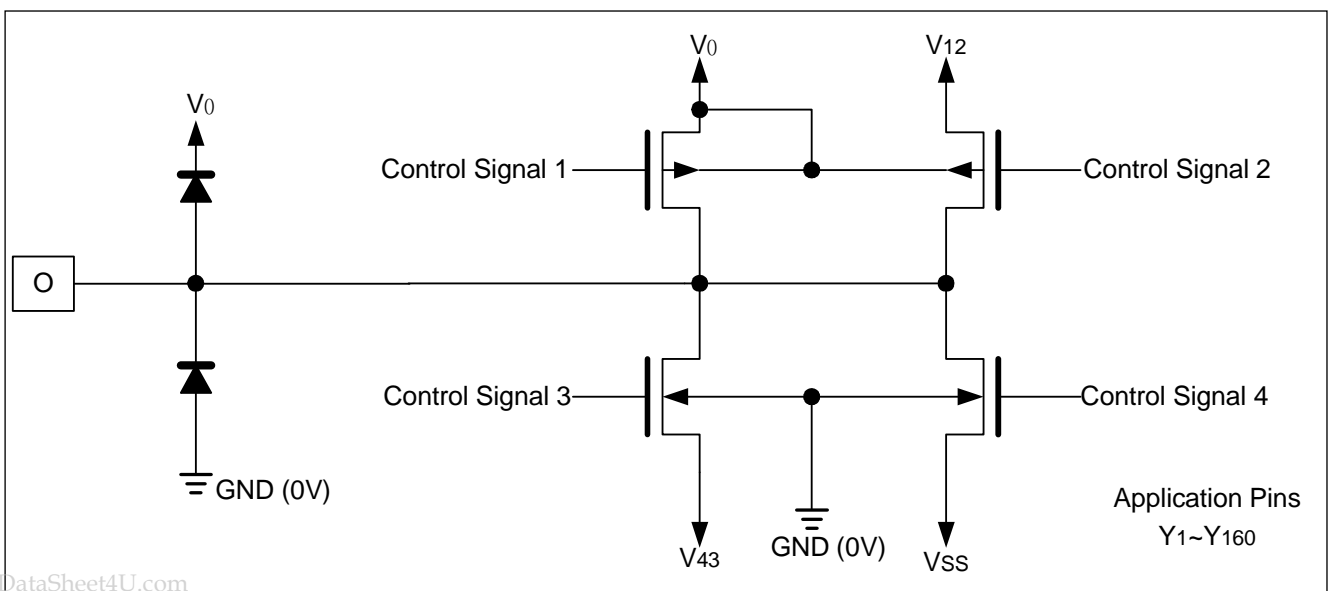 V0
V12
V0
Control Signal 1
Control Signal 2
O
Control Signal 3
Control Signal 4
GND (0V)
Application Pins
Y1~Y160
GND (0V)
V43
VSS
DataSheet4U.com